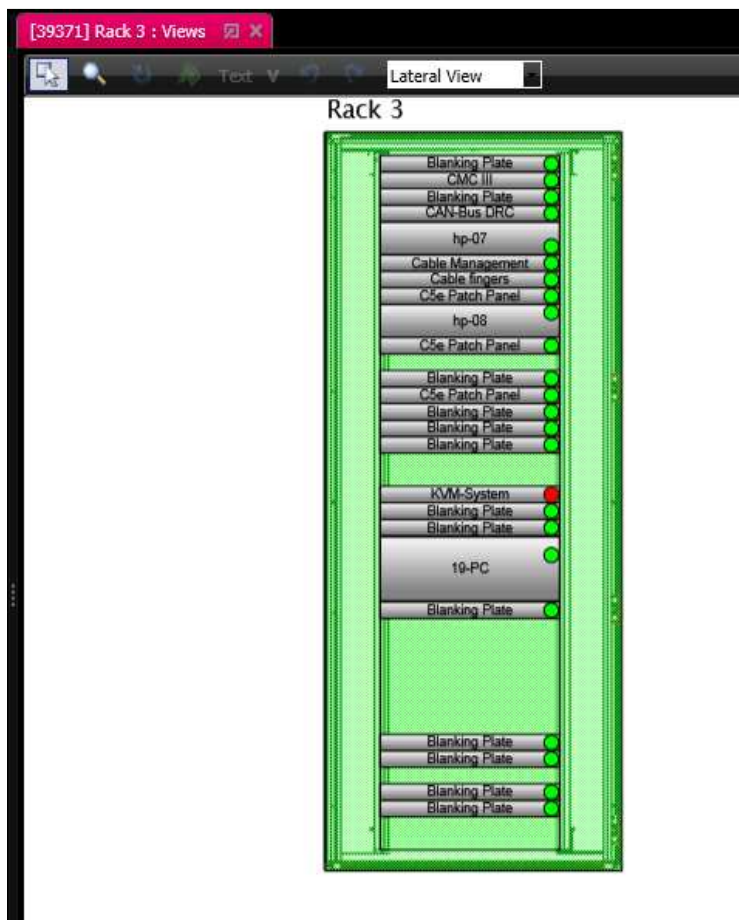 [39371] Rack 3 : Views
Text V
Lateral View
Rack 3
Blanking Plate
CMC III
Blanking Plate
CAN-Bus DRC
hp-07
Cable Management
Cable fingers
C5e Patch Panel
hp-08
C5e Patch Panel
Blanking Plate
C5e Patch Panel
Blanking Plate
Blanking Plate
Blanking Plate
KVM-System
Blanking Plate
Blanking Plate
19-PC
Blanking Plate
Blanking Plate
Blanking Plate
Blanking Plate
Blanking Plate